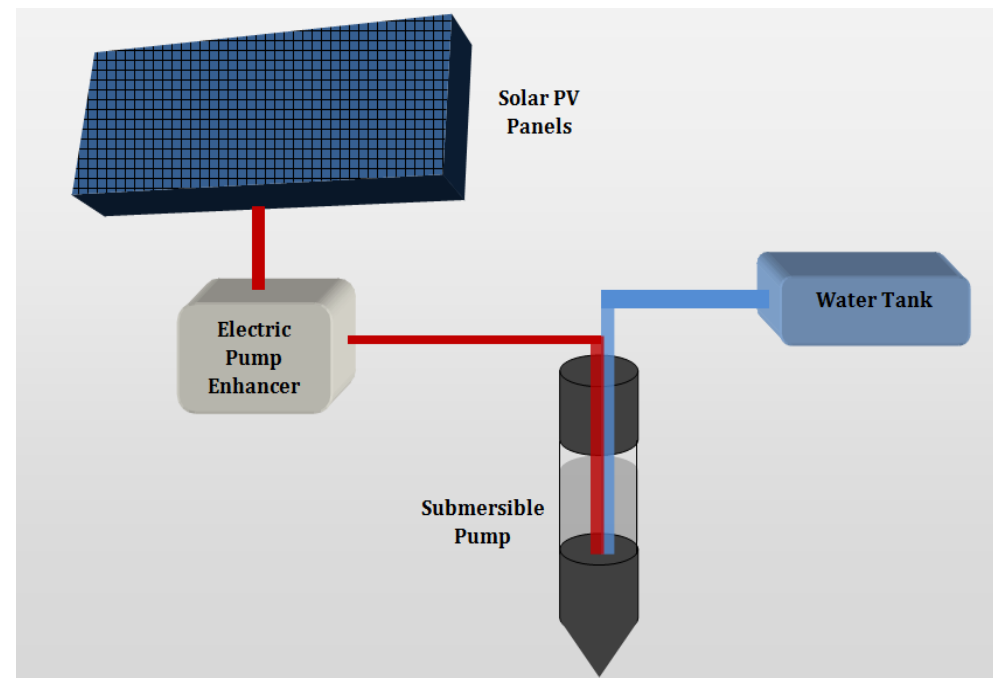 Solar PV
Panels
Water Tank
Electric
Pump
Enhancer
Submersible
Pump